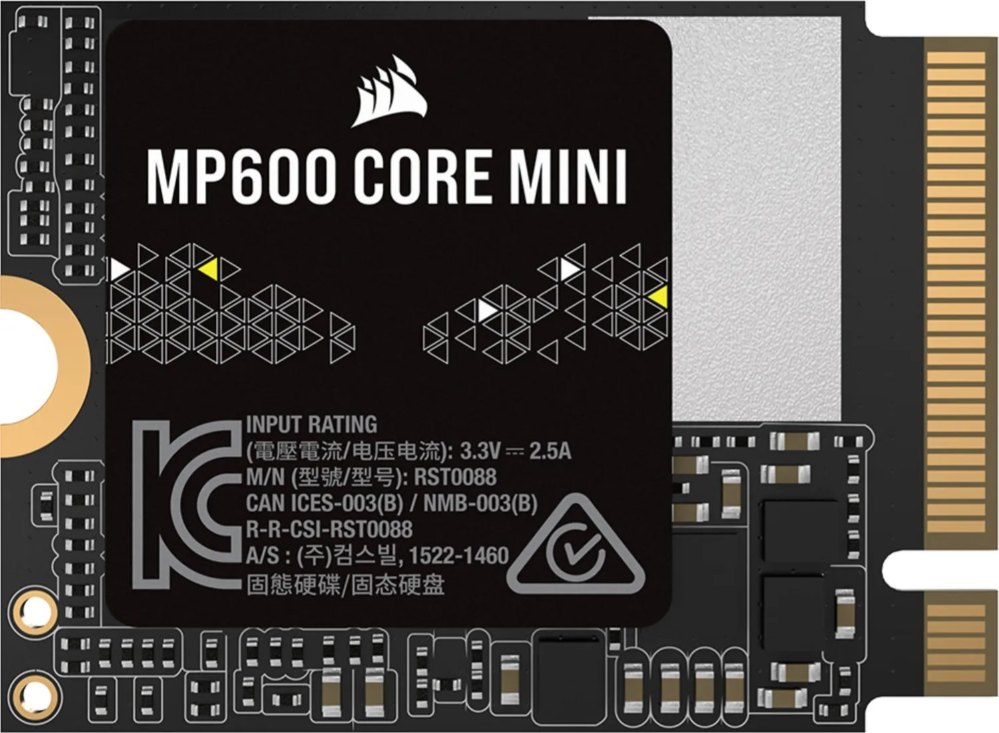 MP600 CORE MINI
INPUT RATING
(電壓電流/电压电流): 3.3V ⎓ 2.5A
M/N (型號/型号): RST0088
CAN ICES-003(B) / NMB-003(B)
R-R-CSI-RST0088
A/S : (주)컴스빌, 1522-1460
固態硬碟/固态硬盘